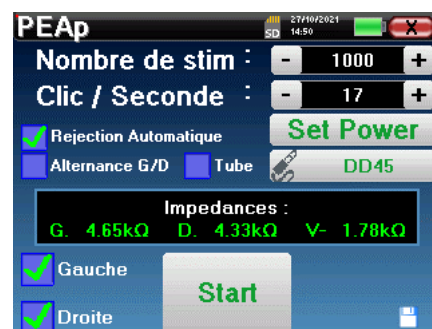 PEAp SD 27/10/2021 14:50 X
Nombre de stim : - 1000 +
Clic / Seconde : - 17 +
Rejection Automatique Set Power
Alternance G/D Tube DD45
Impedances :
G. 4.65kΩ D. 4.33kΩ V- 1.78kΩ
Gauche
Start
Droite